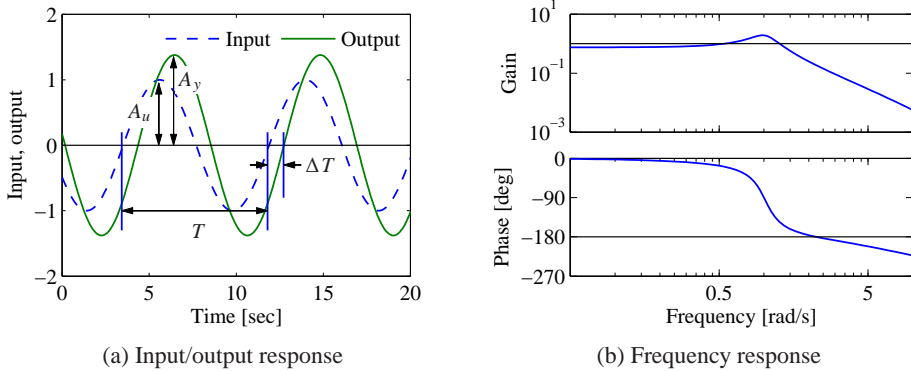 2
1
0
−1
−2
0
5
10
15
20
Input, output
Time [sec]
Input
Output
A_u
A_y
ΔT
T
(a) Input/output response
10^1
10^−1
10^−3
Gain
0
−90
−180
−270
Phase [deg]
0.5
5
Frequency [rad/s]
(b) Frequency response